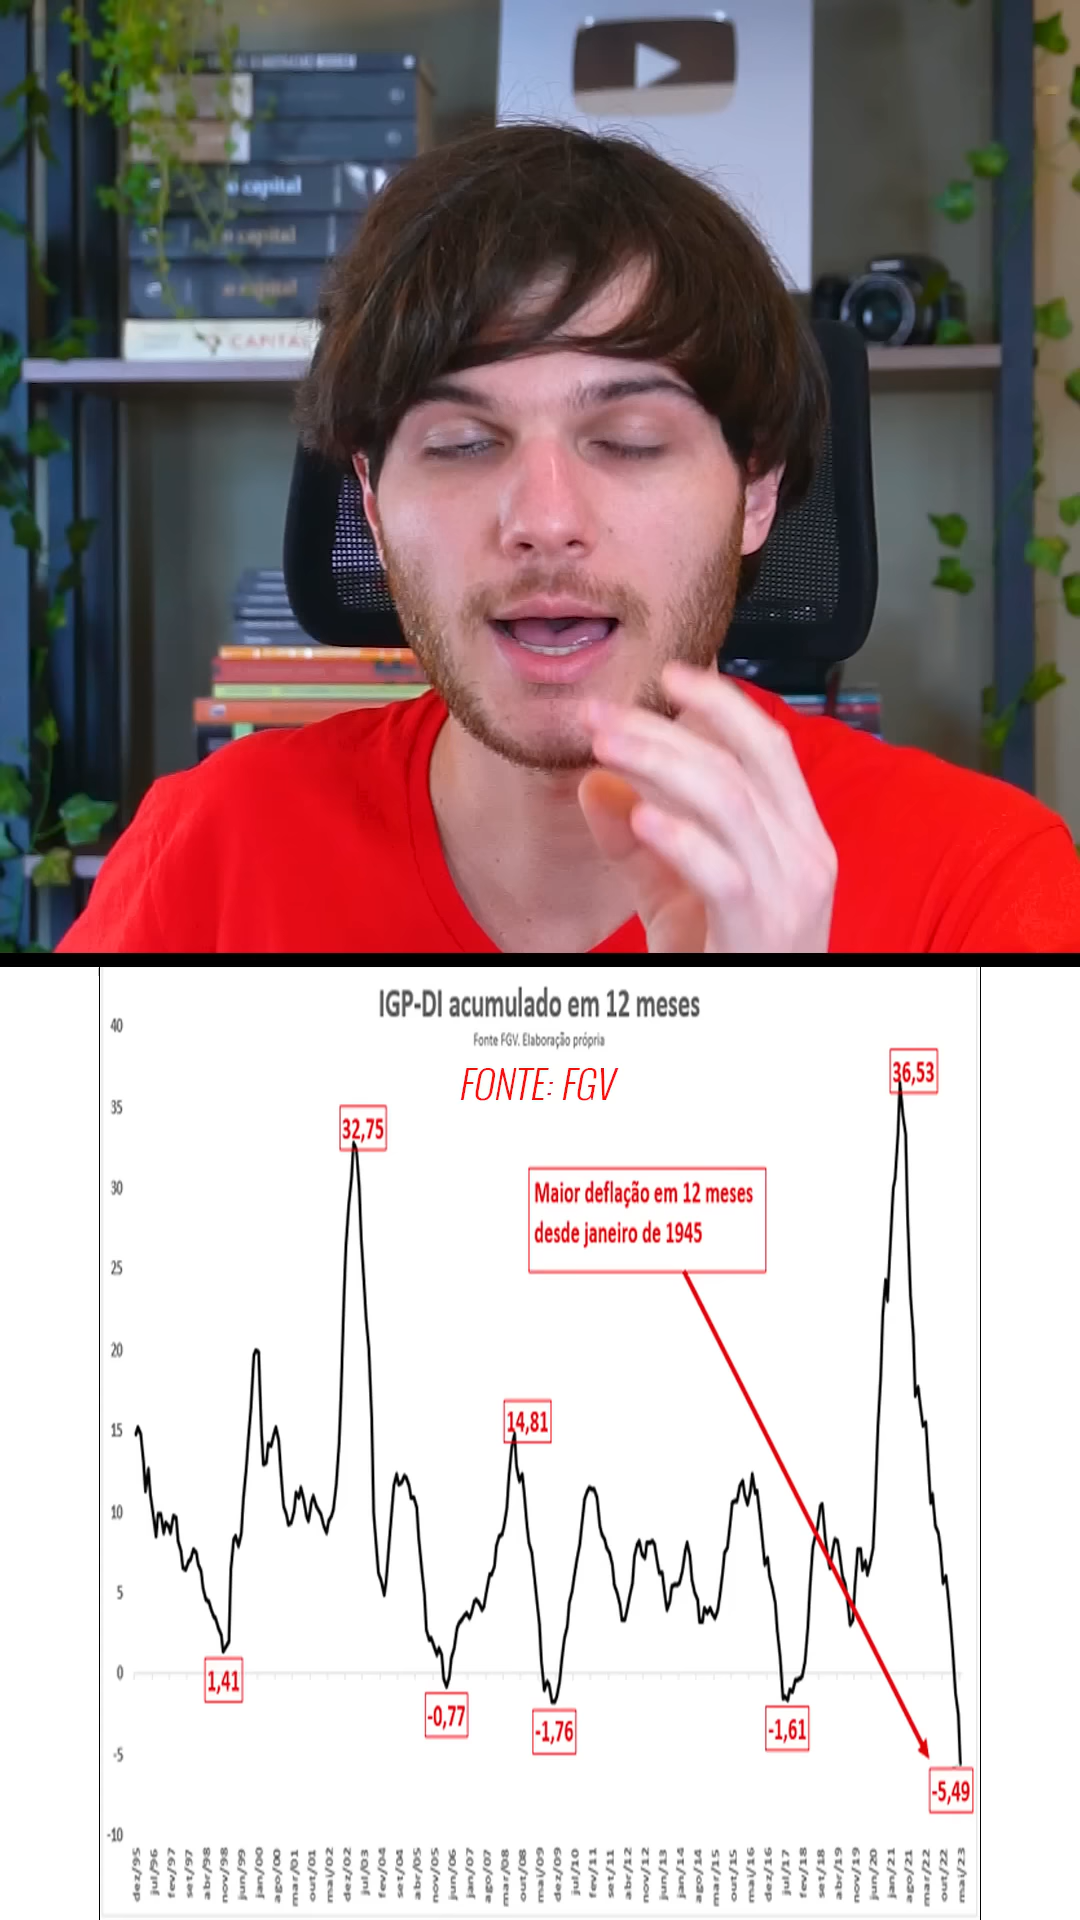 o capital
o capital
o capital
CAPITAL
IGP-DI acumulado em 12 meses
Fonte FGV. Elaboração própria
FONTE: FGV
40
35
30
25
20
15
10
5
0
-5
-10
36,53
32,75
Maior deflação em 12 meses
desde janeiro de 1945
14,81
1,41
-0,77
-1,76
-1,61
-5,49
dez/95
jul/96
fev/97
set/97
abr/98
nov/98
jun/99
jan/00
ago/00
mar/01
out/01
mai/02
dez/02
jul/03
fev/04
set/04
abr/05
nov/05
jun/06
jan/07
ago/07
mar/08
out/08
mai/09
dez/09
jul/10
fev/11
set/11
abr/12
nov/12
jun/13
jan/14
ago/14
mar/15
out/15
mai/16
dez/16
jul/17
fev/18
set/18
abr/19
nov/19
jun/20
jan/21
ago/21
mar/22
out/22
mai/23